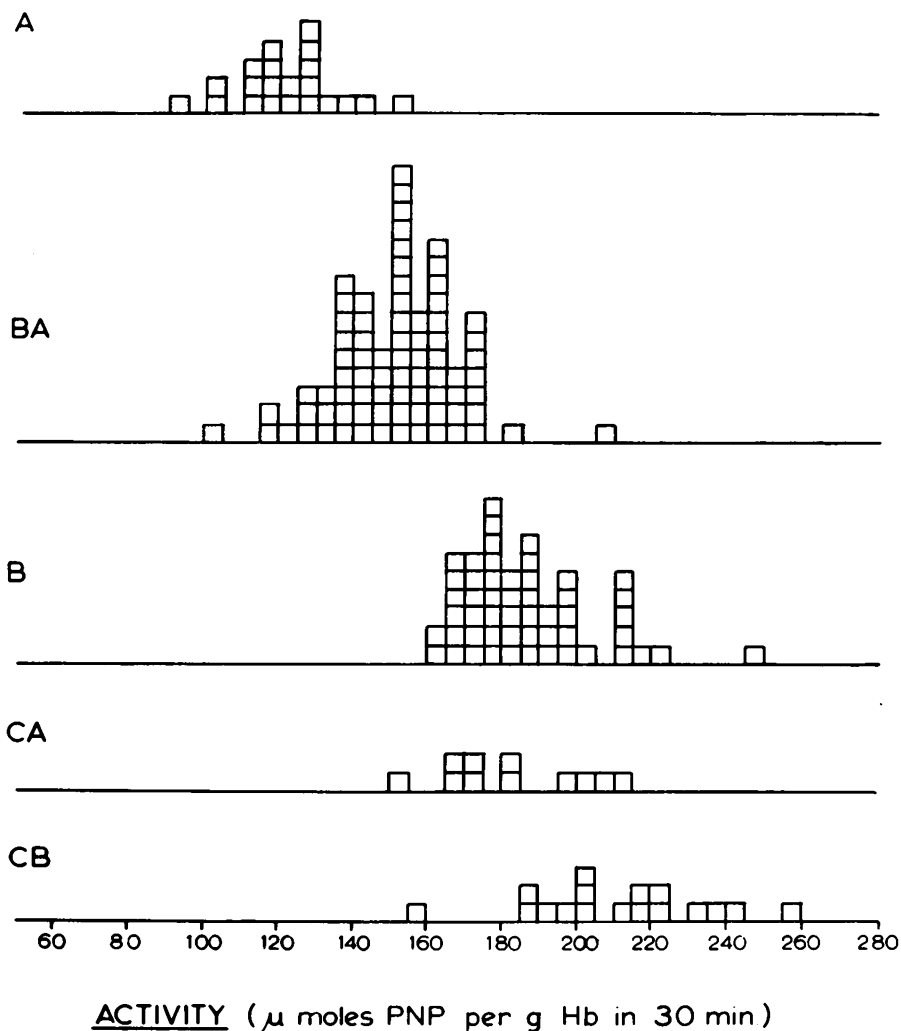 A
BA
B
CA
CB
60 80 100 120 140 160 180 200 220 240 260 280
ACTIVITY (μ moles PNP per g Hb in 30 min.)